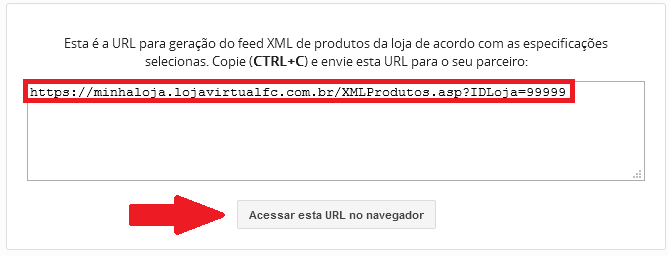 Esta é a URL para geração do feed XML de produtos da loja de acordo com as especificações
selecionas. Copie (CTRL+C) e envie esta URL para o seu parceiro:
https://minhaloja.lojavirtualfc.com.br/XMLProdutos.asp?IDLoja=99999
Acessar esta URL no navegador